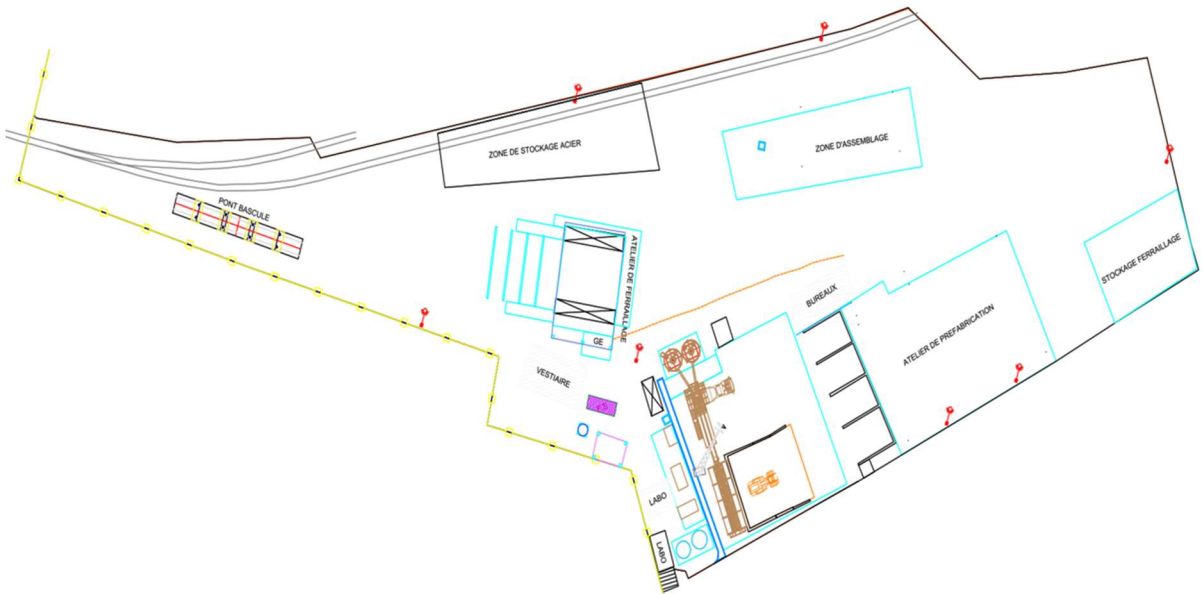 ZONE DE STOCKAGE ACIER
ZONE D'ASSEMBLAGE
PONT BASCULE
ATELIER DE FERRAILLAGE
STOCKAGE FERRAILLAGE
BUREAUX
ATELIER DE PREFABRICATION
GE
VESTIAIRE
LABO
LABO